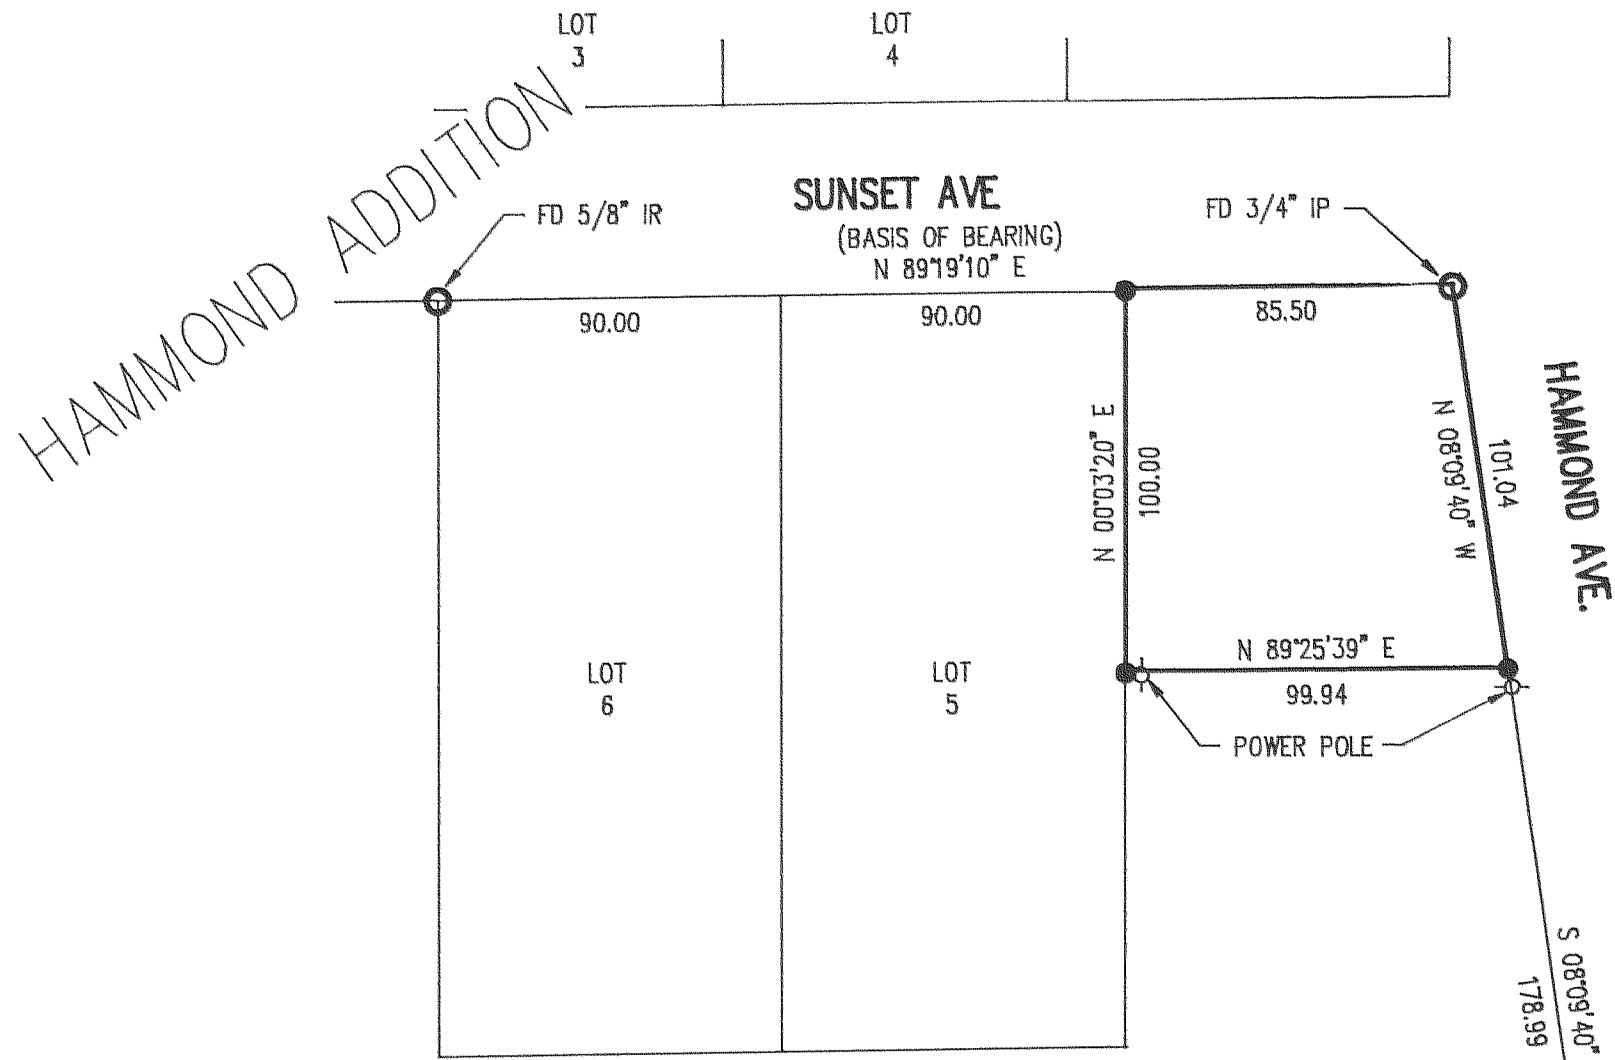 LOT
3
LOT
4
HAMMOND ADDITION
SUNSET AVE
(BASIS OF BEARING)
N 89°19'10" E
FD 5/8" IR
FD 3/4" IP
90.00
90.00
85.50
HAMMOND AVE.
N 00°03'20" E
100.00
N 08°09'40" W
101.04
N 89°25'39" E
99.94
LOT
6
LOT
5
POWER POLE
S 08°09'40"
178.99